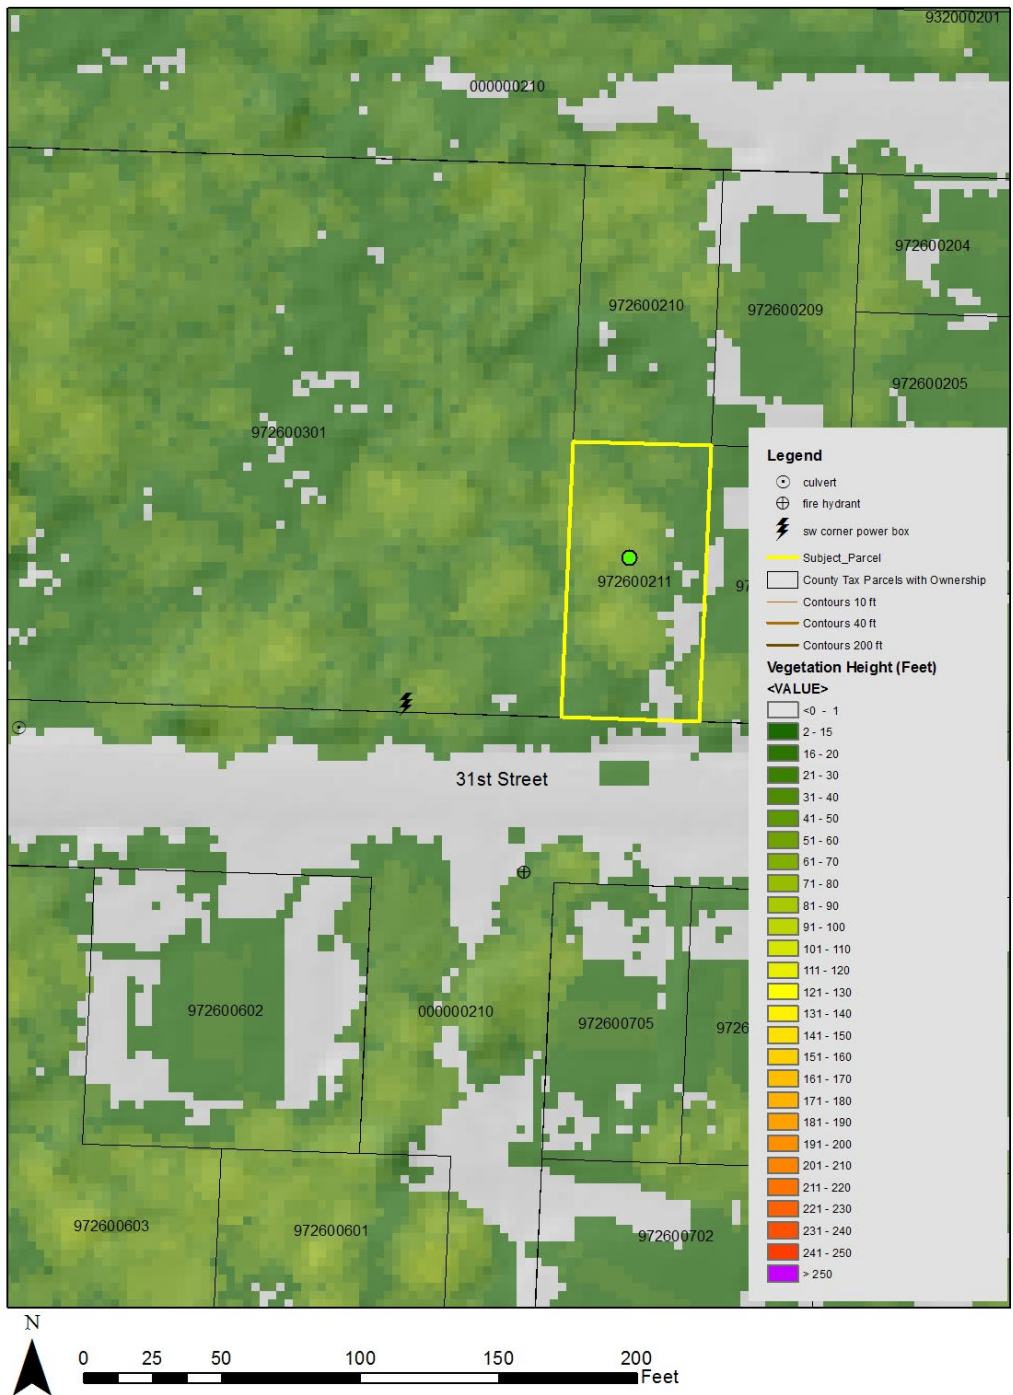 932000201
000000210
972600204
972600210
972600209
972600205
972600301
972600211
97
31st Street
972600602
000000210
972600705
9726
972600603
972600601
972600702
Legend
culvert
fire hydrant
sw corner power box
Subject_Parcel
County Tax Parcels with Ownership
Contours 10 ft
Contours 40 ft
Contours 200 ft
Vegetation Height (Feet)
<VALUE>
<0 - 1
2 - 15
16 - 20
21 - 30
31 - 40
41 - 50
51 - 60
61 - 70
71 - 80
81 - 90
91 - 100
101 - 110
111 - 120
121 - 130
131 - 140
141 - 150
151 - 160
161 - 170
171 - 180
181 - 190
191 - 200
201 - 210
211 - 220
221 - 230
231 - 240
241 - 250
> 250
N
0 25 50 100 150 200
Feet